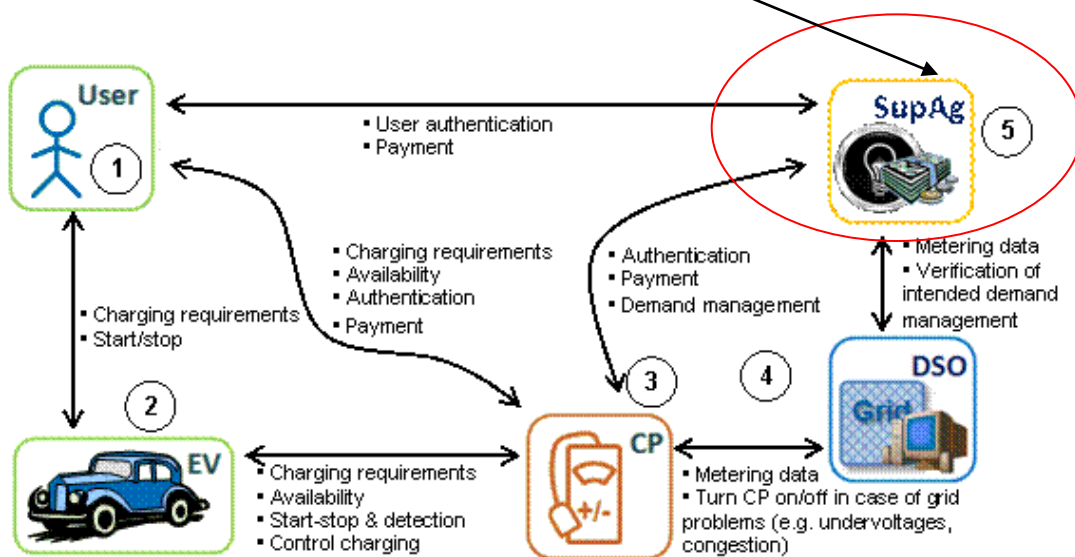 User
1
▪ User authentication
▪ Payment
SupAg
5
▪ Charging requirements
▪ Availability
▪ Authentication
▪ Payment
▪ Authentication
▪ Payment
▪ Demand management
▪ Metering data
▪ Verification of
intended demand
management
▪ Charging requirements
▪ Start/stop
2
EV
▪ Charging requirements
▪ Availability
▪ Start-stop & detection
▪ Control charging
3
CP
+/-
4
DSO
Grid
▪ Metering data
▪ Turn CP on/off in case of grid
problems (e.g. undervoltages,
congestion)